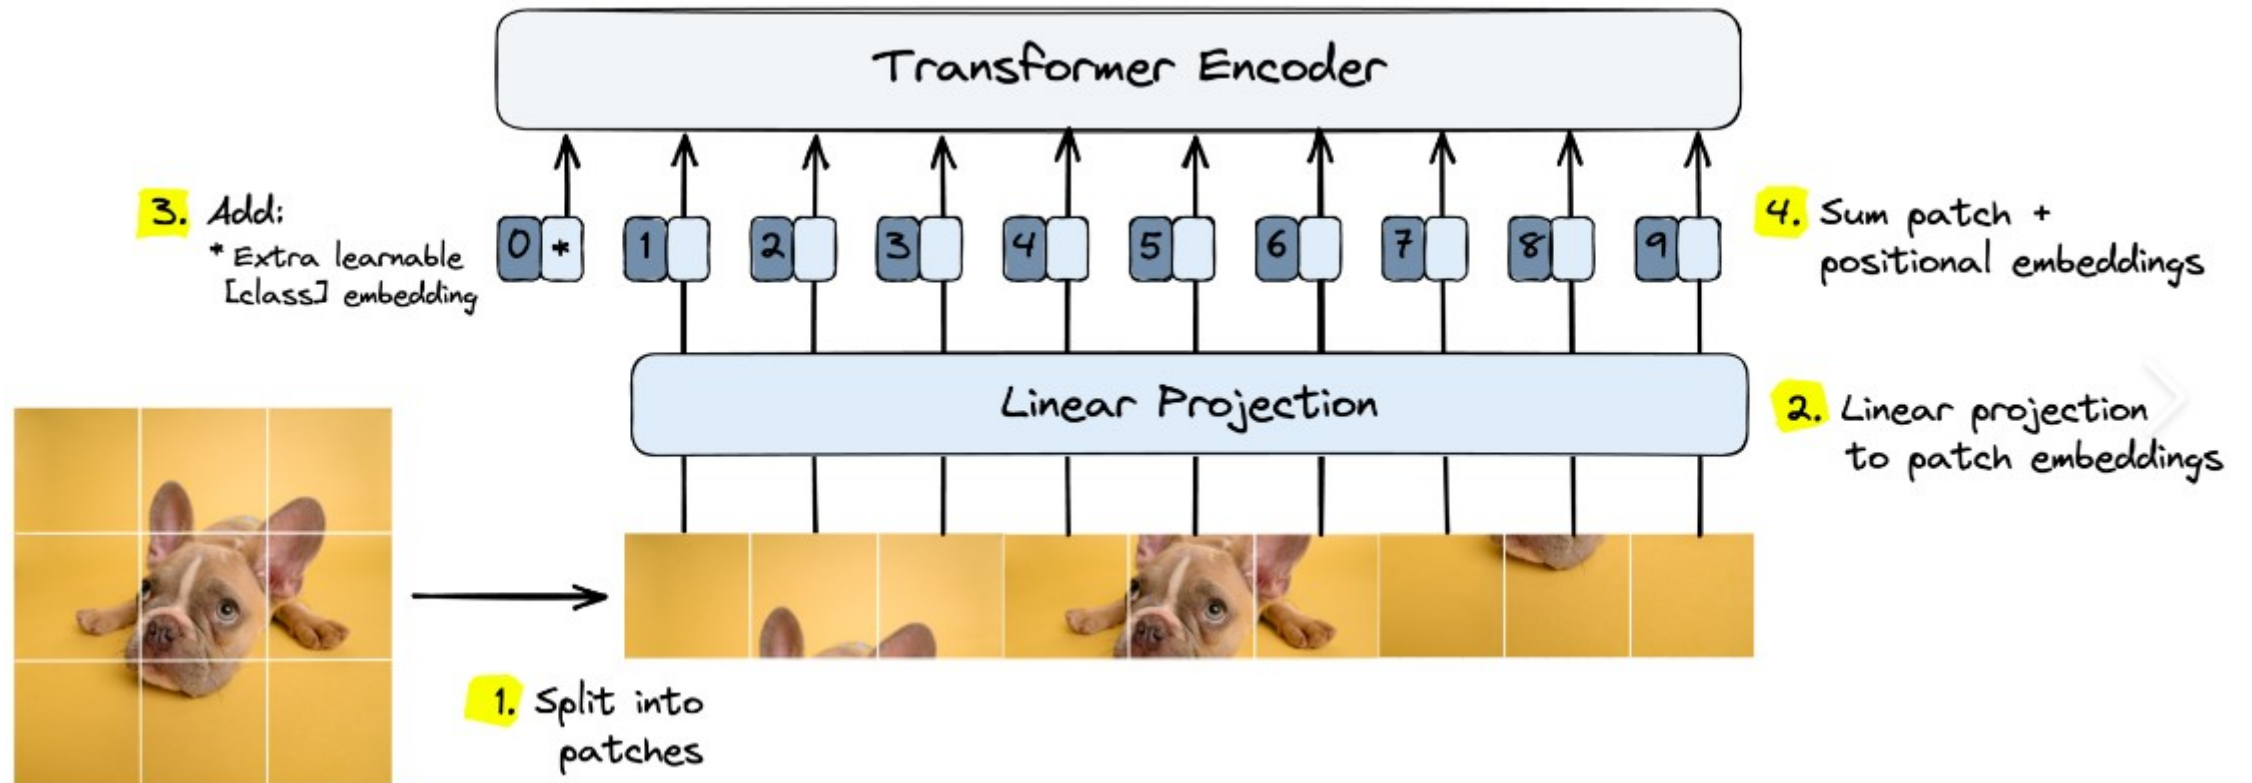 Transformer Encoder
3. Add:
* Extra learnable
[class] embedding
0 * 1 2 3 4 5 6 7 8 9
4. Sum patch +
positional embeddings
Linear Projection
2. Linear projection
to patch embeddings
1. Split into
patches